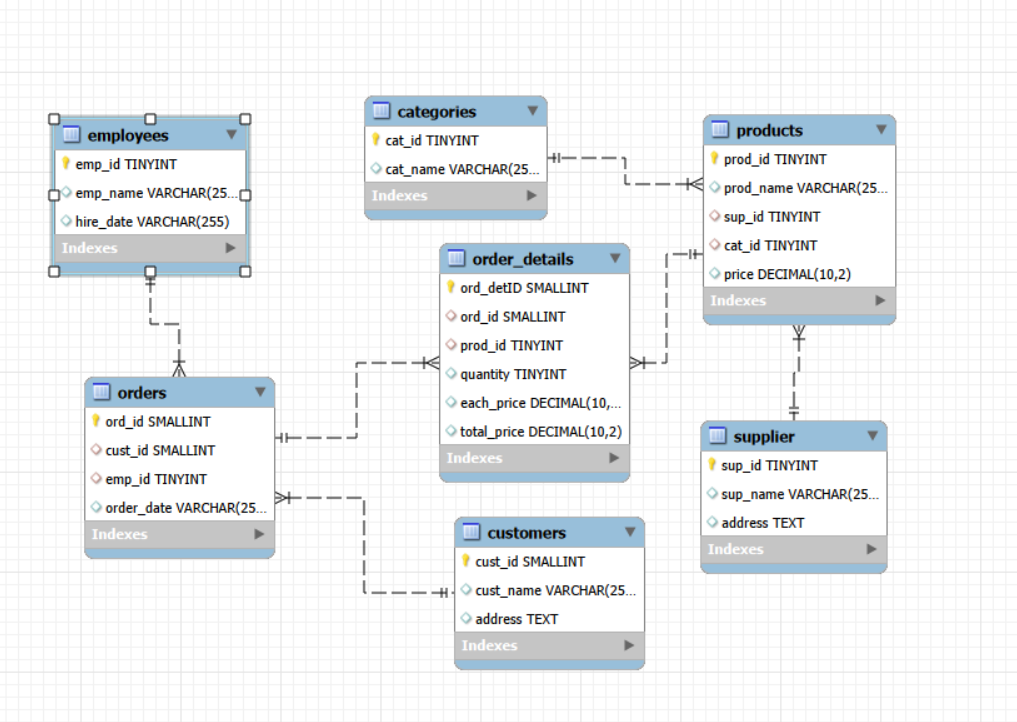 employees
emp_id TINYINT
emp_name VARCHAR(25...
hire_date VARCHAR(255)
Indexes
categories
cat_id TINYINT
cat_name VARCHAR(25...
Indexes
products
prod_id TINYINT
prod_name VARCHAR(25...
sup_id TINYINT
cat_id TINYINT
price DECIMAL(10,2)
Indexes
order_details
ord_detID SMALLINT
ord_id SMALLINT
prod_id TINYINT
quantity TINYINT
each_price DECIMAL(10,...
total_price DECIMAL(10,2)
Indexes
orders
ord_id SMALLINT
cust_id SMALLINT
emp_id TINYINT
order_date VARCHAR(25...
Indexes
supplier
sup_id TINYINT
sup_name VARCHAR(25...
address TEXT
Indexes
customers
cust_id SMALLINT
cust_name VARCHAR(25...
address TEXT
Indexes